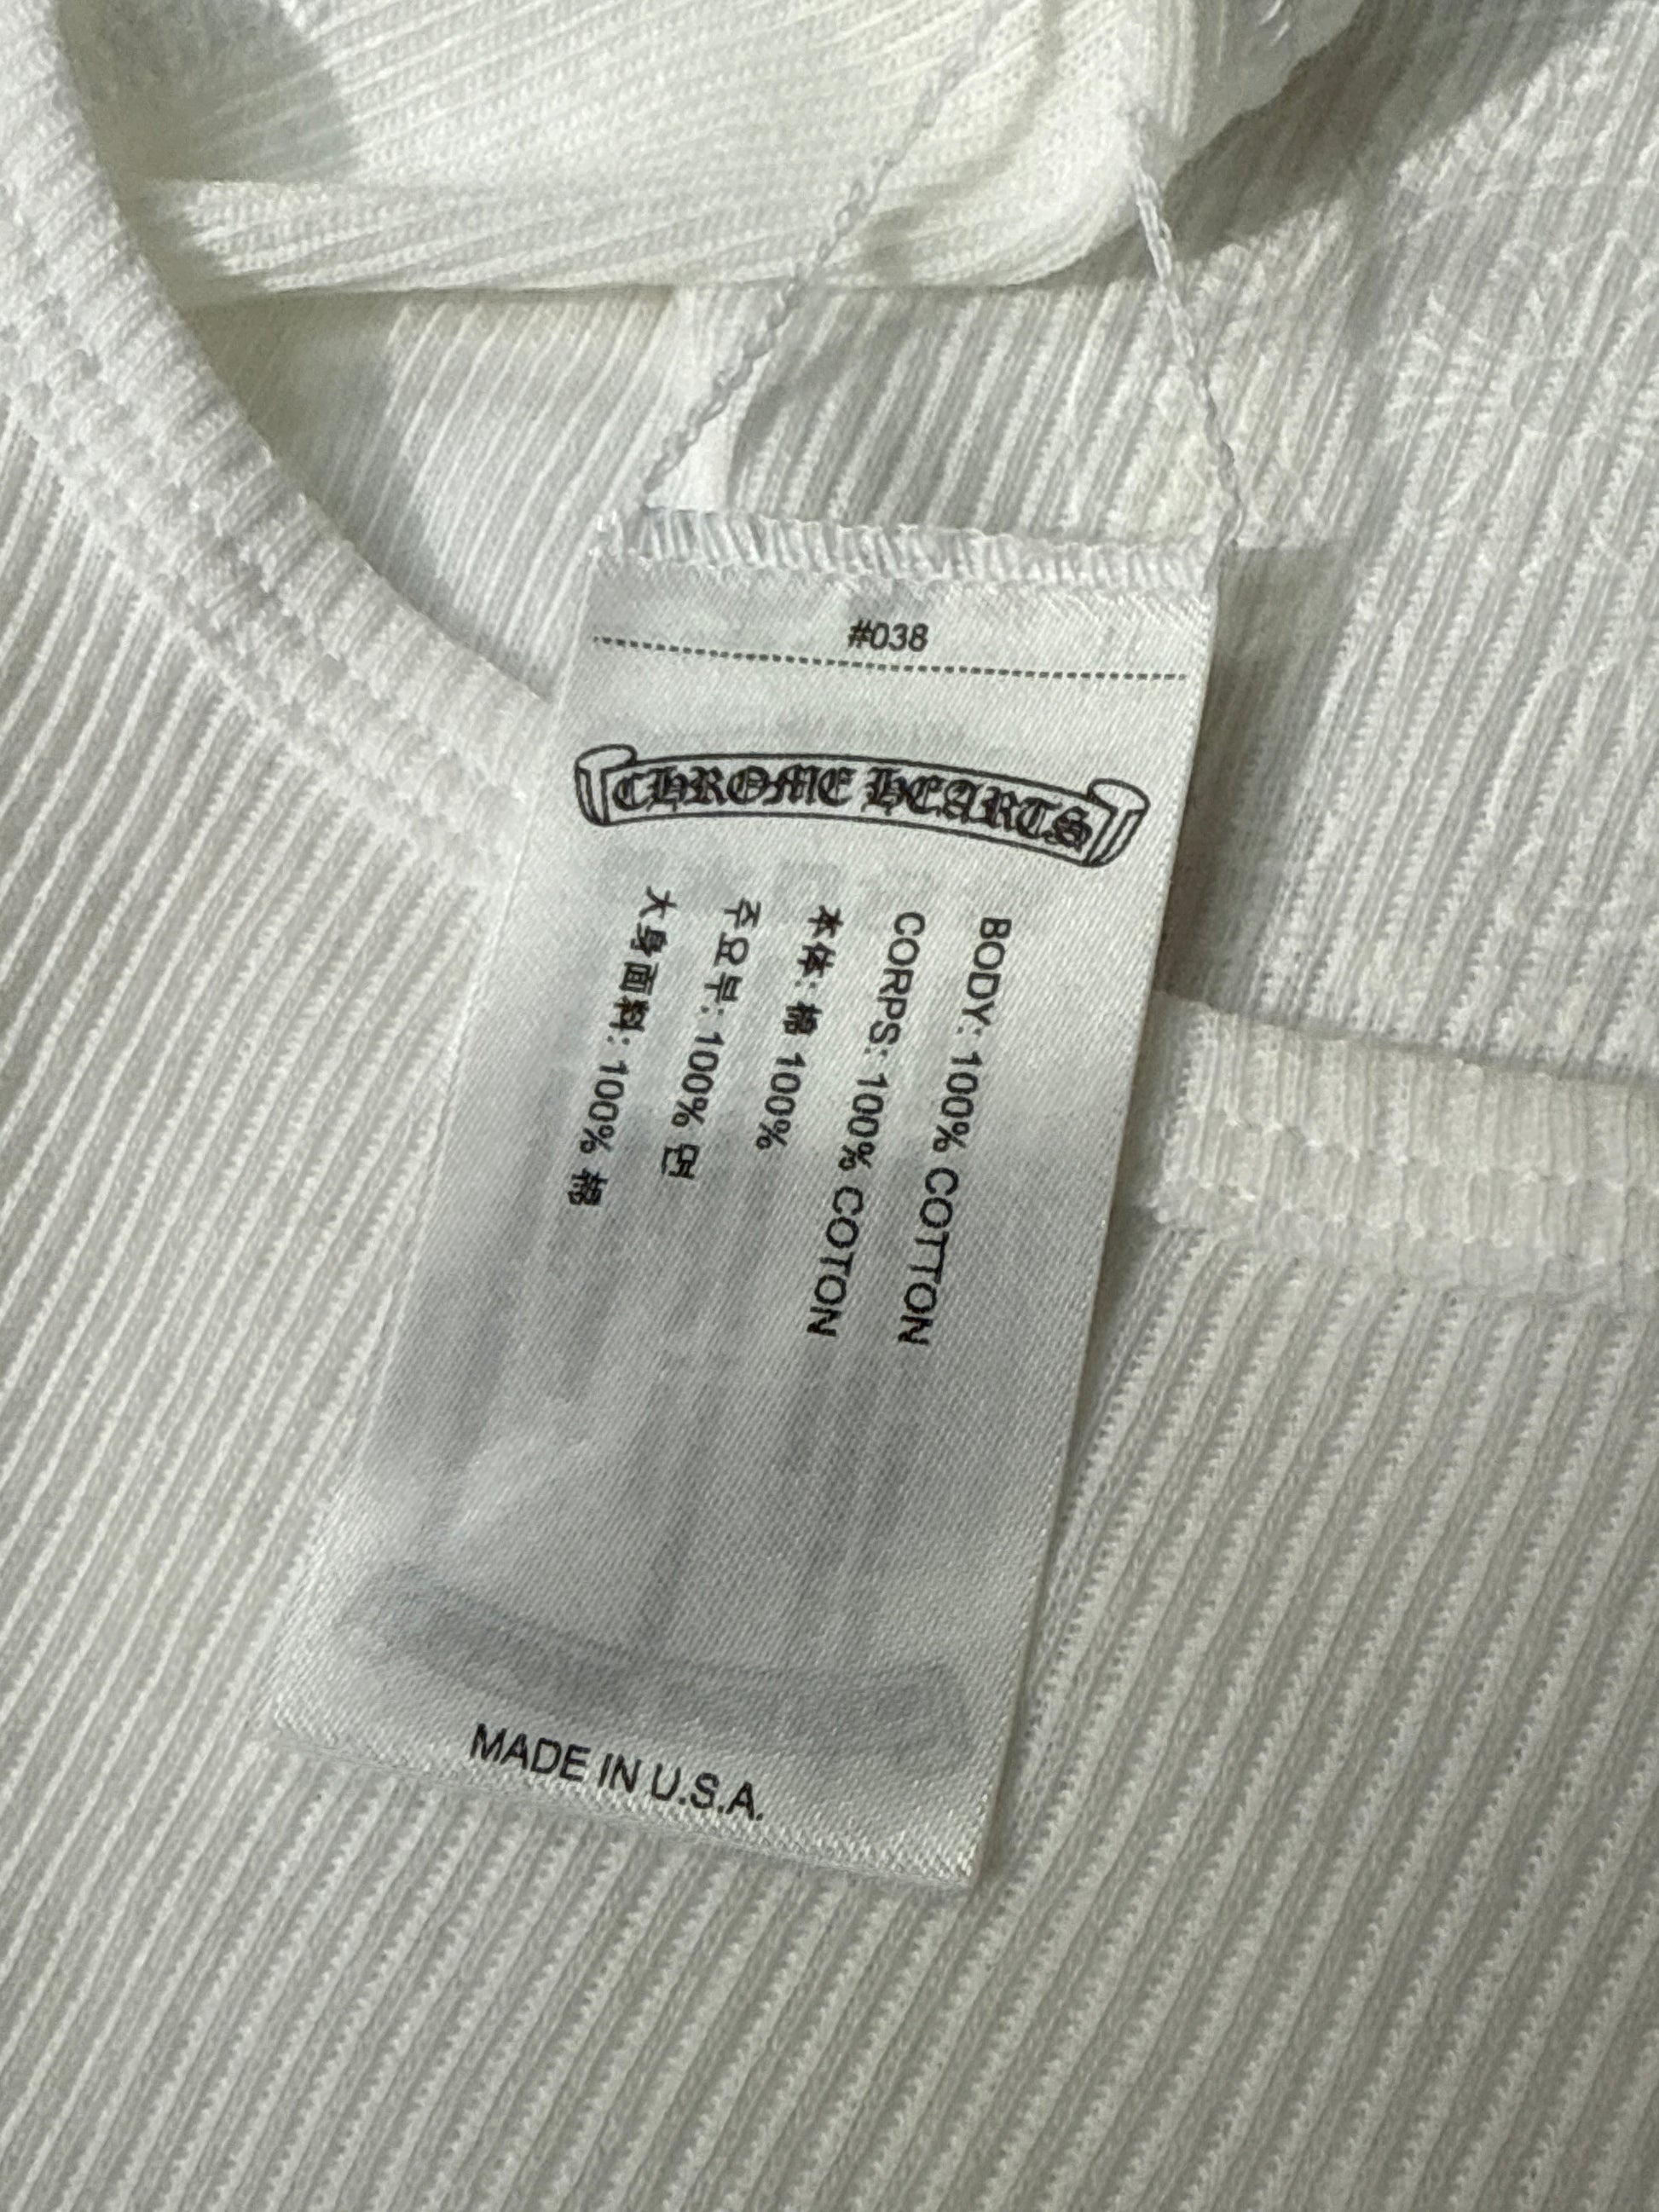 #038
CHROME HEARTS
BODY: 100% COTTON
CORPS: 100% COTON
本体: 棉 100%
주요부: 100% 면
大身面料: 100% 棉
MADE IN U.S.A.